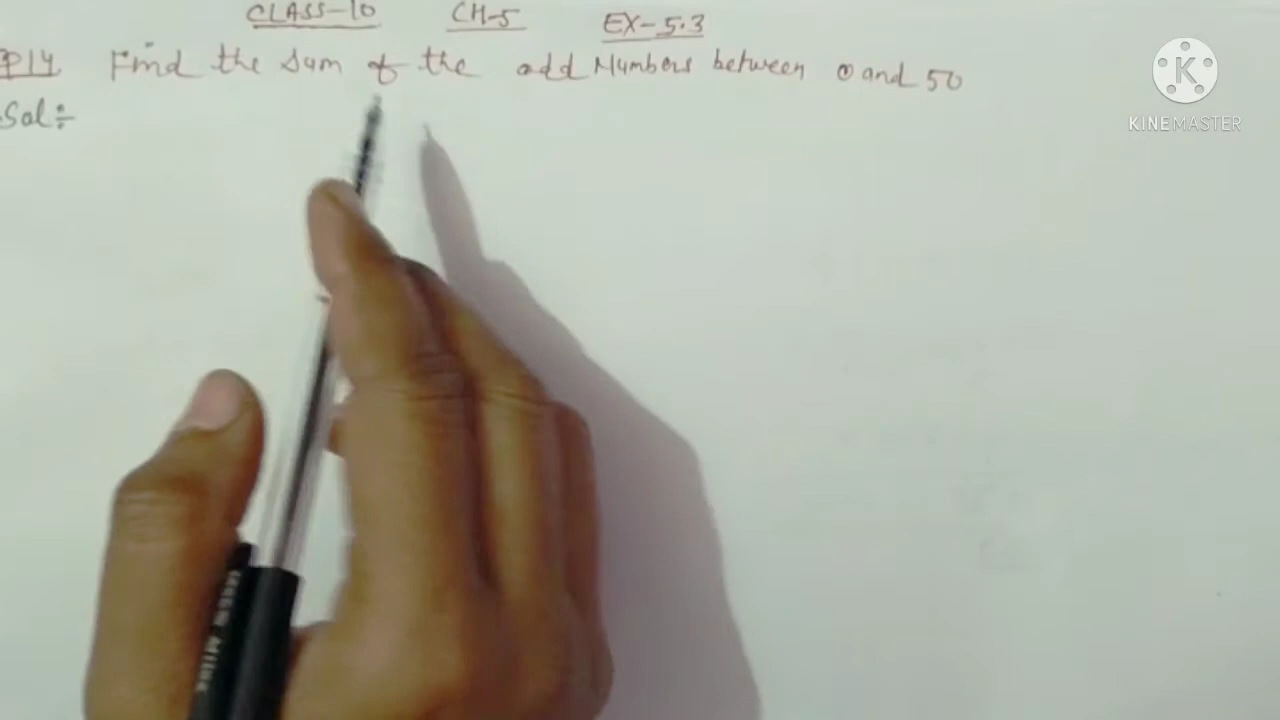 CLASS-10 CH-5 EX-5.3
P14 Find the sum of the odd Numbers between 0 and 50
Sol÷
K
KINEMASTER